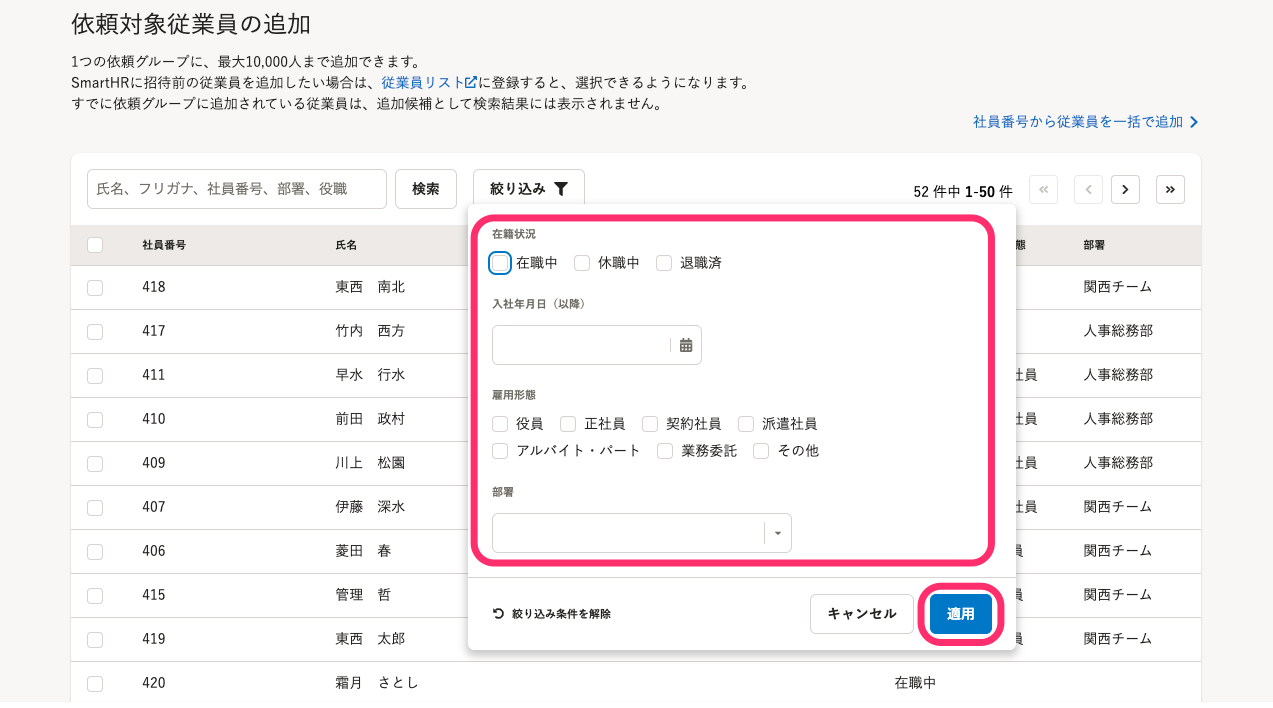 依頼対象従業員の追加
1つの依頼グループに、最大10,000人まで追加できます。
SmartHRに招待前の従業員を追加したい場合は、従業員リストに登録すると、選択できるようになります。
すでに依頼グループに追加されている従業員は、追加候補として検索結果には表示されません。
社員番号から従業員を一括で追加
氏名、フリガナ、社員番号、部署、役職 検索 絞り込み 52 件中 1-50 件
社員番号 氏名 態 部署
在籍状況
在職中 休職中 退職済
入社年月日（以降）
雇用形態
役員 正社員 契約社員 派遣社員
アルバイト・パート 業務委託 その他
部署
絞り込み条件を解除 キャンセル 適用
418 東西 南北 関西チーム
417 竹内 西方 人事総務部
411 早水 行水 社員 人事総務部
410 前田 政村 社員 人事総務部
409 川上 松園 社員 人事総務部
407 伊藤 深水 社員 関西チーム
406 菱田 春 員 関西チーム
415 管理 哲 員 関西チーム
419 東西 太郎 員 関西チーム
420 霜月 さとし 在職中